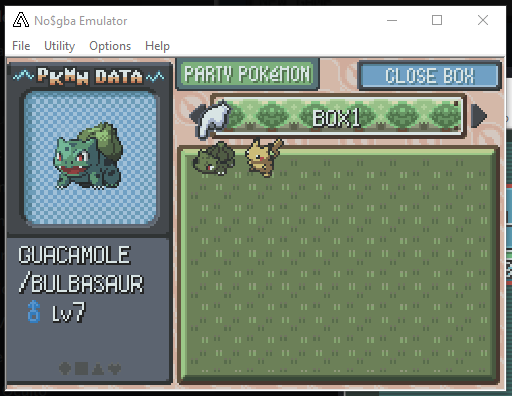 No$gba Emulator
File Utility Options Help
PKMN DATA
PARTY POKéMON
CLOSE BOX
BOX1
GUACAMOLE
/BULBASAUR
♂ Lv7